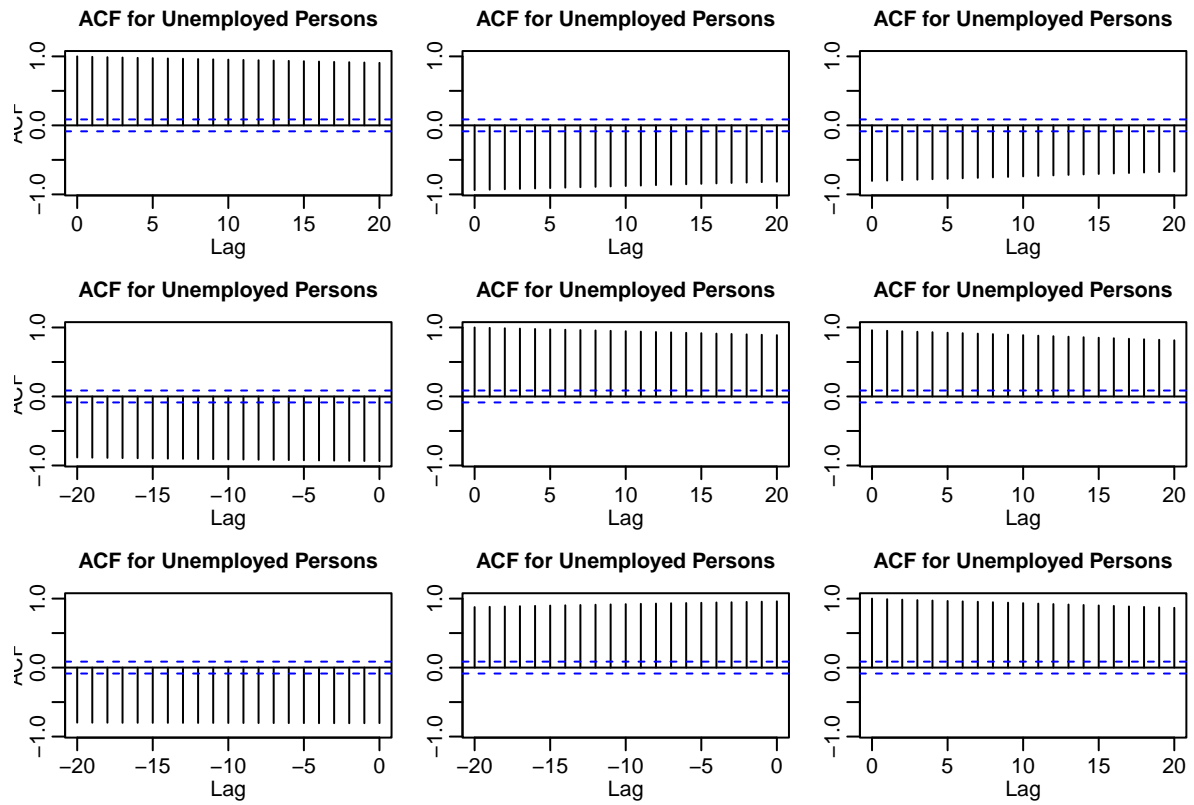 ACF for Unemployed Persons ACF for Unemployed Persons ACF for Unemployed Persons
1.0 1.0 1.0
ACF
0.0 0.0 0.0
−1.0 −1.0 −1.0
0 5 10 15 20 0 5 10 15 20 0 5 10 15 20
Lag Lag Lag
ACF for Unemployed Persons ACF for Unemployed Persons ACF for Unemployed Persons
1.0 1.0 1.0
ACF
0.0 0.0 0.0
−1.0 −1.0 −1.0
−20 −15 −10 −5 0 0 5 10 15 20 0 5 10 15 20
Lag Lag Lag
ACF for Unemployed Persons ACF for Unemployed Persons ACF for Unemployed Persons
1.0 1.0 1.0
ACF
0.0 0.0 0.0
−1.0 −1.0 −1.0
−20 −15 −10 −5 0 −20 −15 −10 −5 0 0 5 10 15 20
Lag Lag Lag